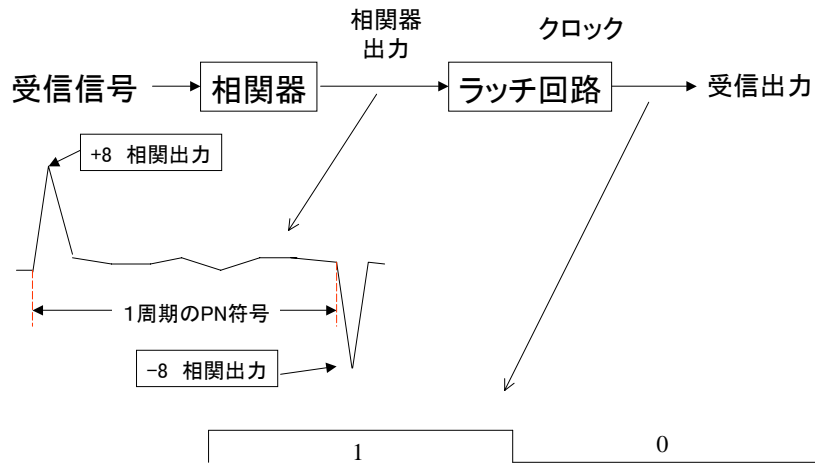 相関器
出力
クロック
受信信号
相関器
ラッチ回路
受信出力
+8 相関出力
1周期のPN符号
−8 相関出力
1
0